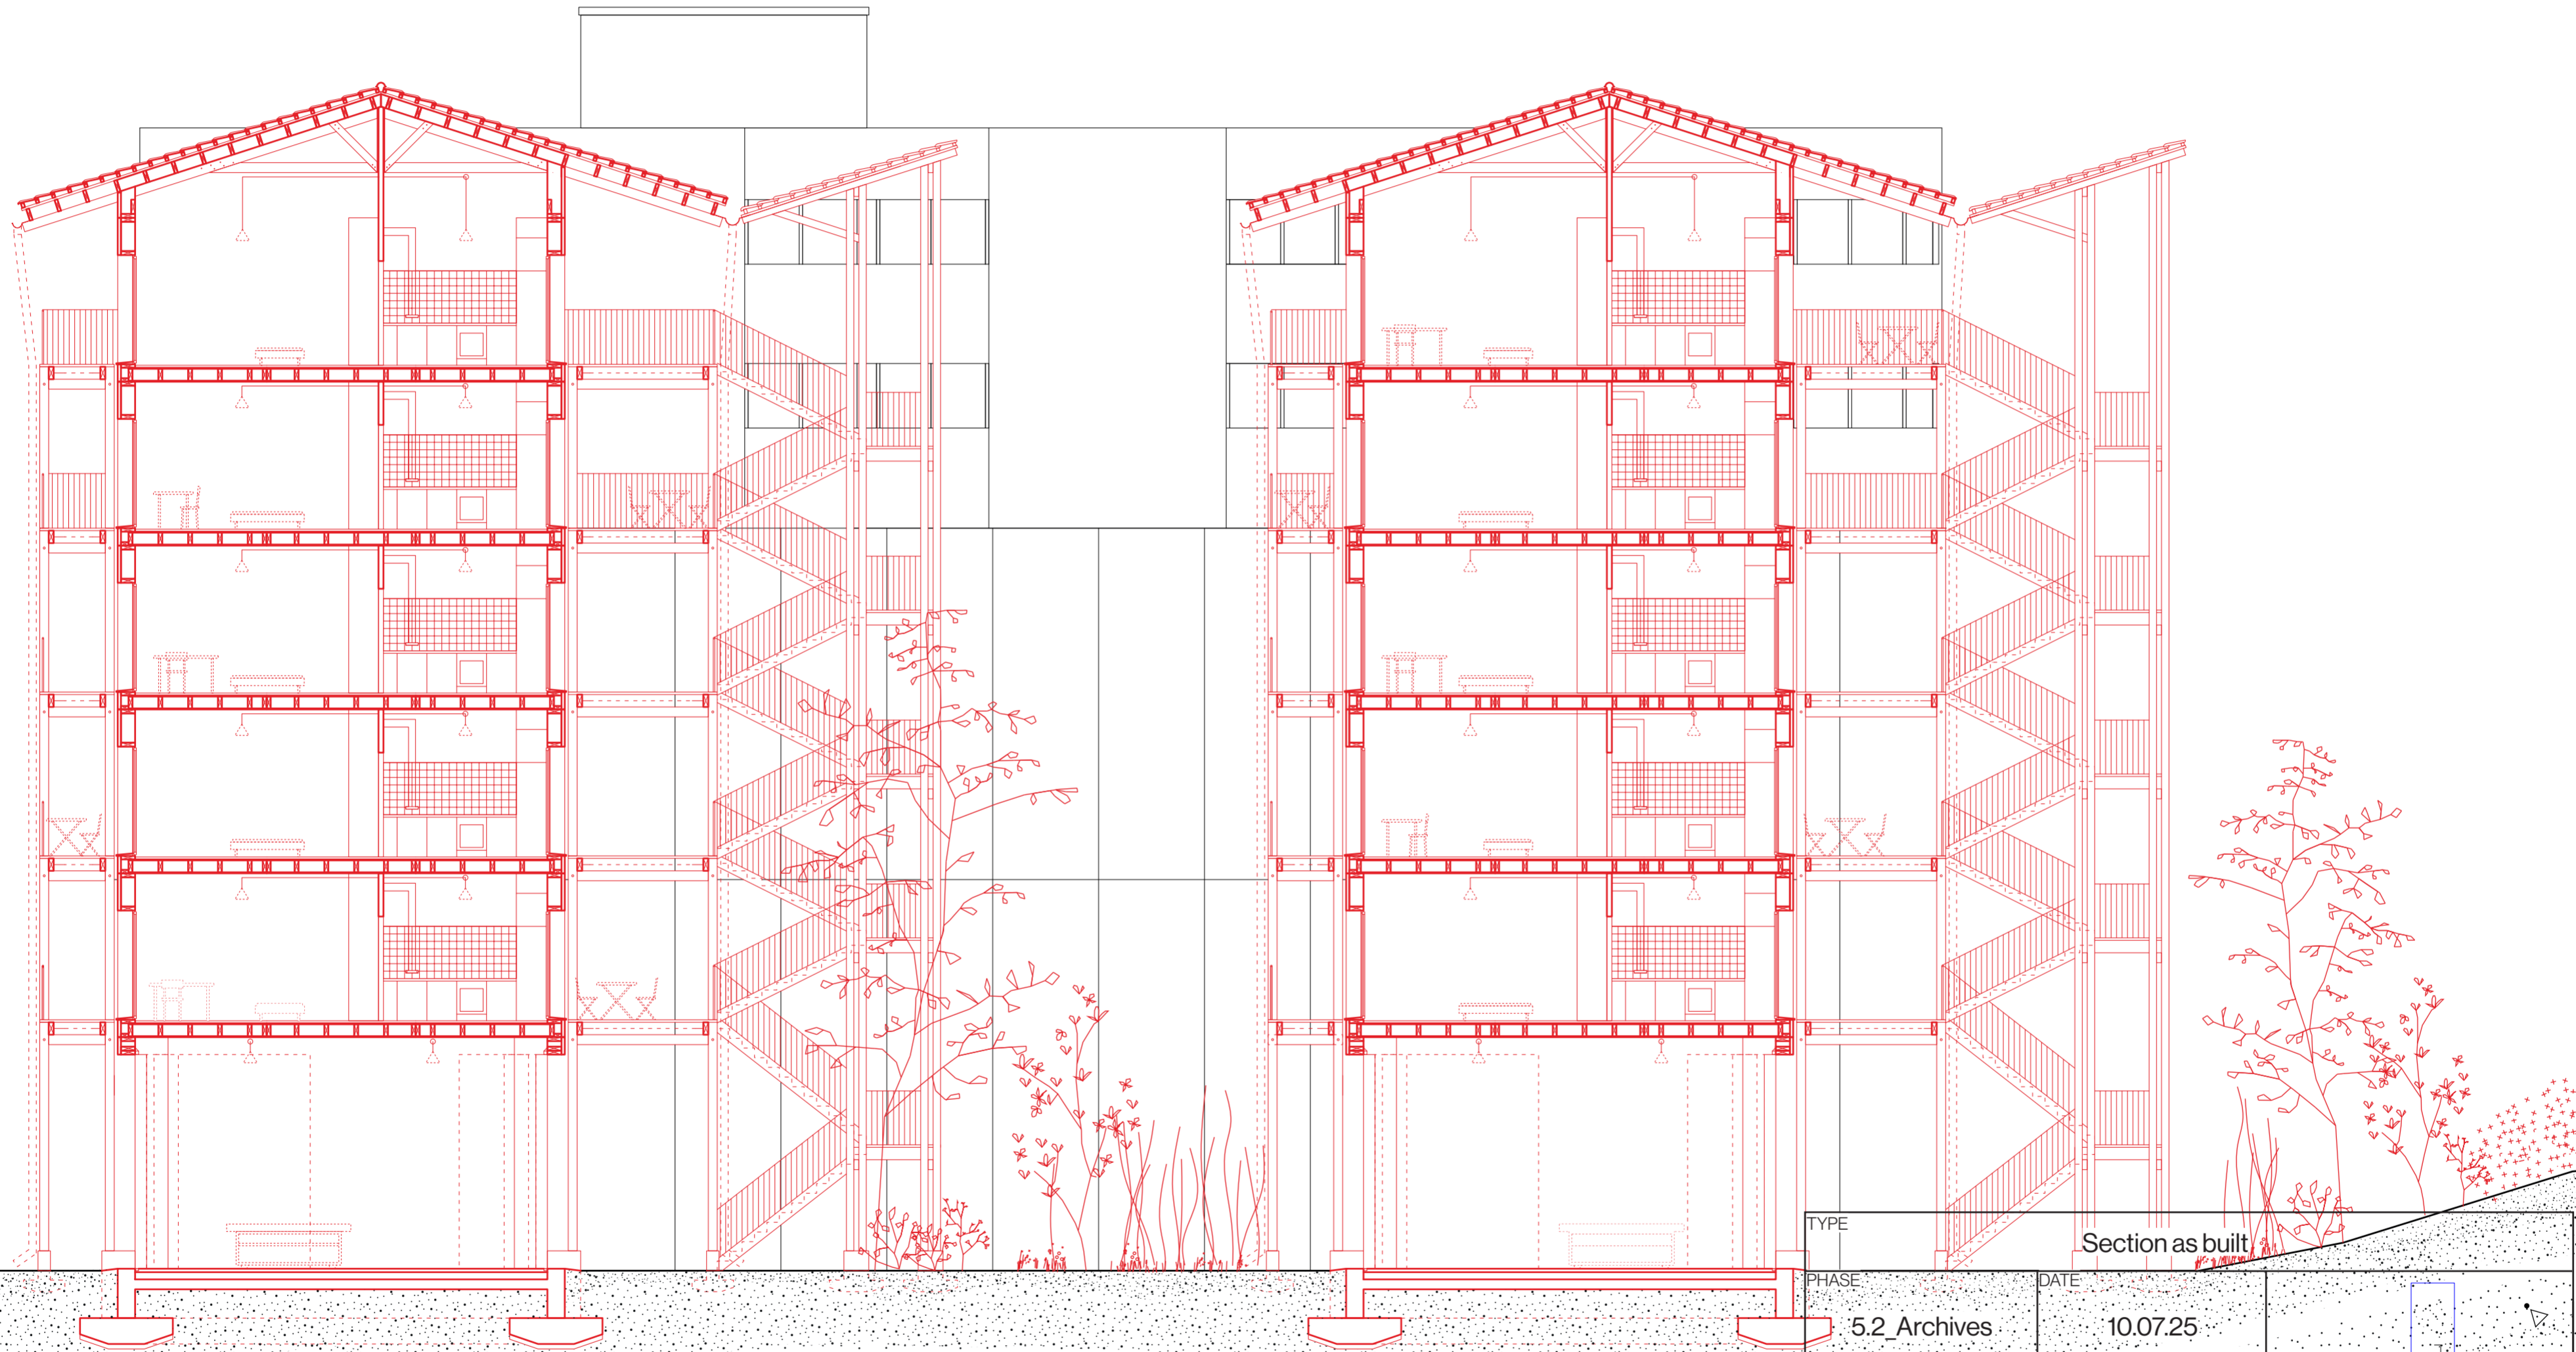 TYPE
Section as built
PHASE
DATE
5.2_Archives
10.07.25